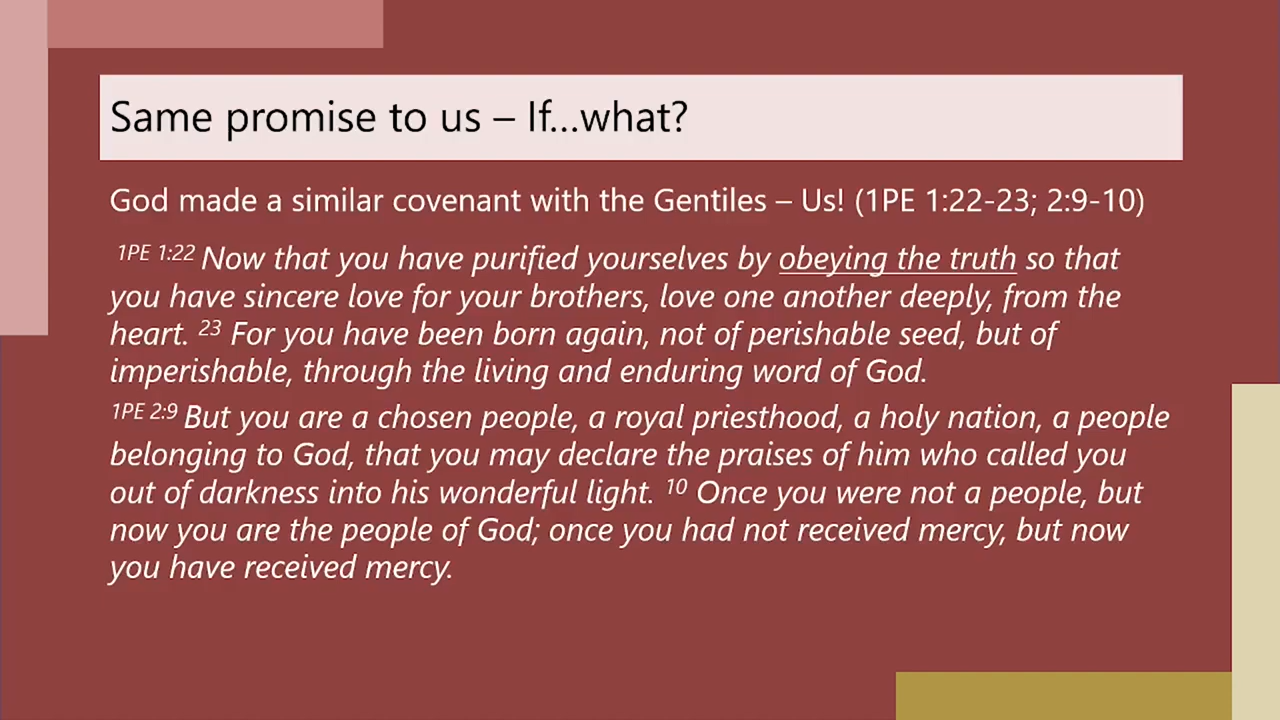 Same promise to us – If...what?
God made a similar covenant with the Gentiles – Us! (1PE 1:22-23; 2:9-10)
1PE 1:22 Now that you have purified yourselves by obeying the truth so that
you have sincere love for your brothers, love one another deeply, from the
heart. 23 For you have been born again, not of perishable seed, but of
imperishable, through the living and enduring word of God.
1PE 2:9 But you are a chosen people, a royal priesthood, a holy nation, a people
belonging to God, that you may declare the praises of him who called you
out of darkness into his wonderful light. 10 Once you were not a people, but
now you are the people of God; once you had not received mercy, but now
you have received mercy.